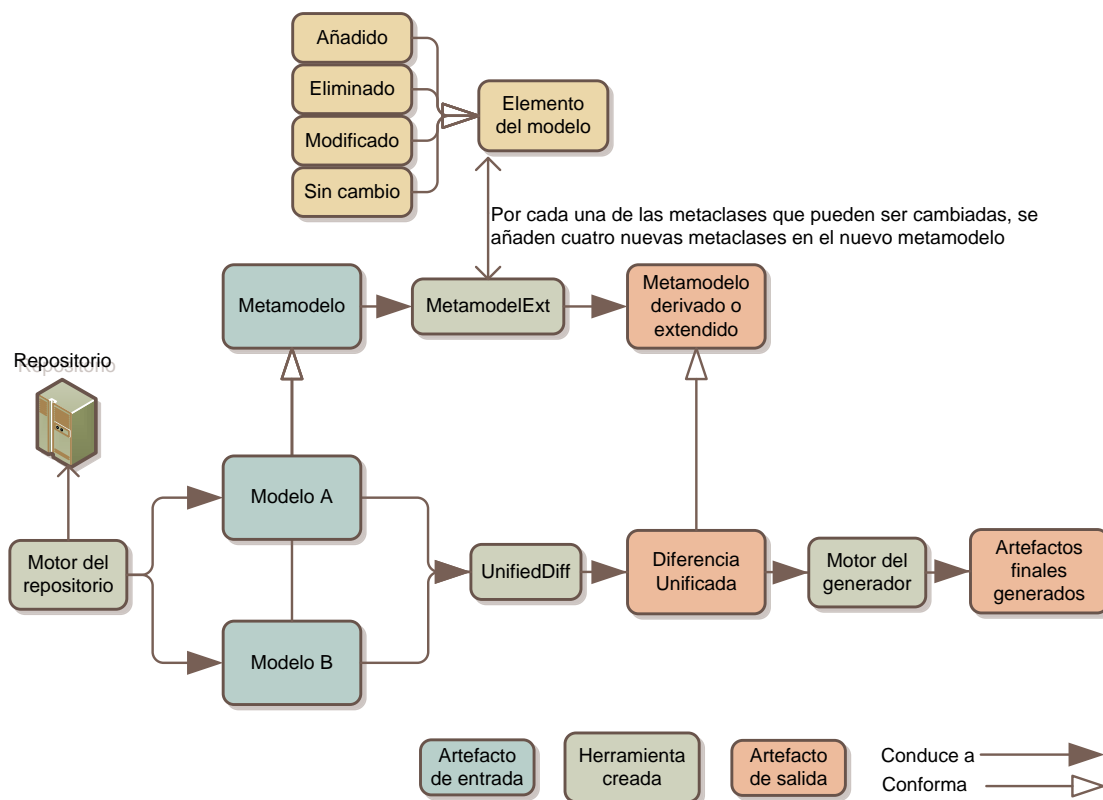 Añadido
Eliminado
Modificado
Sin cambio
Elemento
del modelo
Por cada una de las metaclases que pueden ser cambiadas, se
añaden cuatro nuevas metaclases en el nuevo metamodelo
Metamodelo
MetamodelExt
Metamodelo
derivado o
extendido
Repositorio
Motor del
repositorio
Modelo A
Modelo B
UnifiedDiff
Diferencia
Unificada
Motor del
generador
Artefactos
finales
generados
Artefacto
de entrada
Herramienta
creada
Artefacto
de salida
Conduce a
Conforma